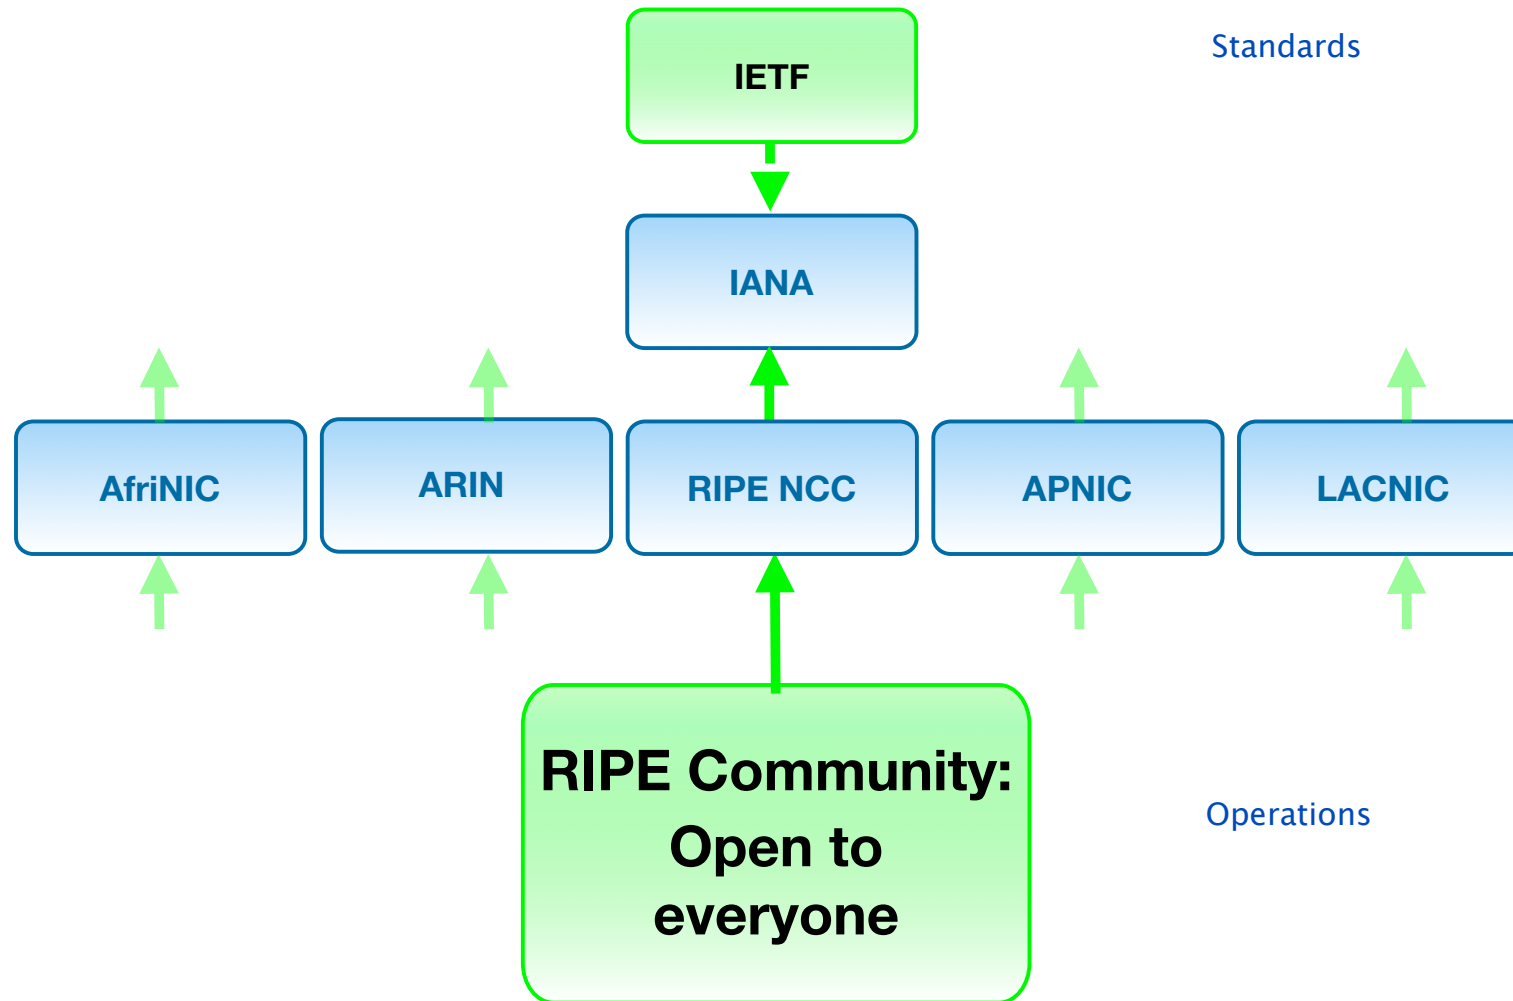 IETF
Standards
IANA
AfriNIC
ARIN
RIPE NCC
APNIC
LACNIC
RIPE Community:
Open to
everyone
Operations